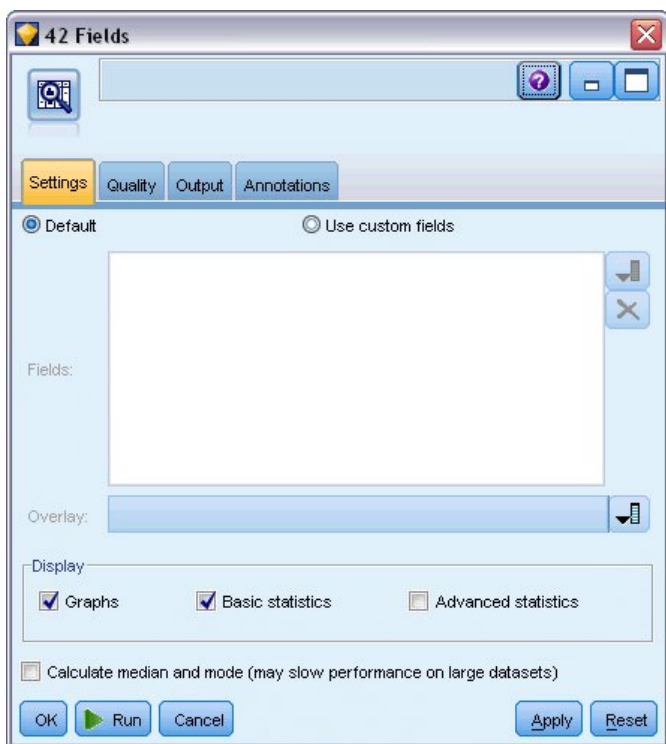 42 Fields
?
Settings Quality Output Annotations
Default Use custom fields
Fields:
Overlay:
Display
Graphs Basic statistics Advanced statistics
Calculate median and mode (may slow performance on large datasets)
OK Run Cancel Apply Reset